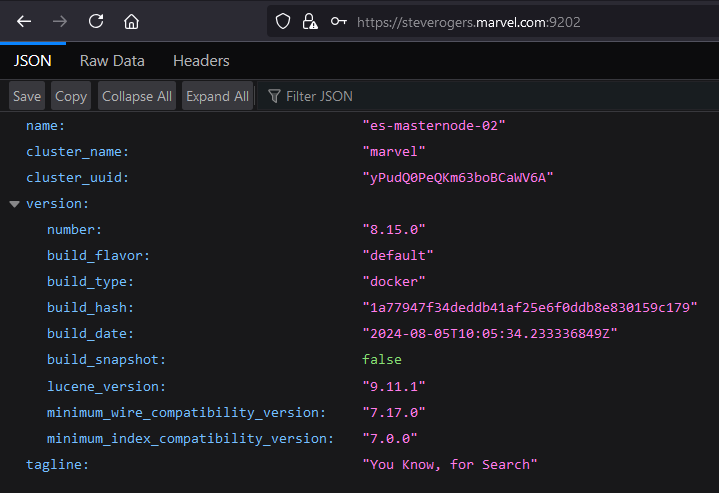 https://steverogers.marvel.com:9202
JSON Raw Data Headers
Save Copy Collapse All Expand All Filter JSON
name: "es-masternode-02"
cluster_name: "marvel"
cluster_uuid: "yPudQ0PeQKm63boBCaWV6A"
version:
number: "8.15.0"
build_flavor: "default"
build_type: "docker"
build_hash: "1a77947f34deddb41af25e6f0ddb8e830159c179"
build_date: "2024-08-05T10:05:34.233336849Z"
build_snapshot: false
lucene_version: "9.11.1"
minimum_wire_compatibility_version: "7.17.0"
minimum_index_compatibility_version: "7.0.0"
tagline: "You Know, for Search"